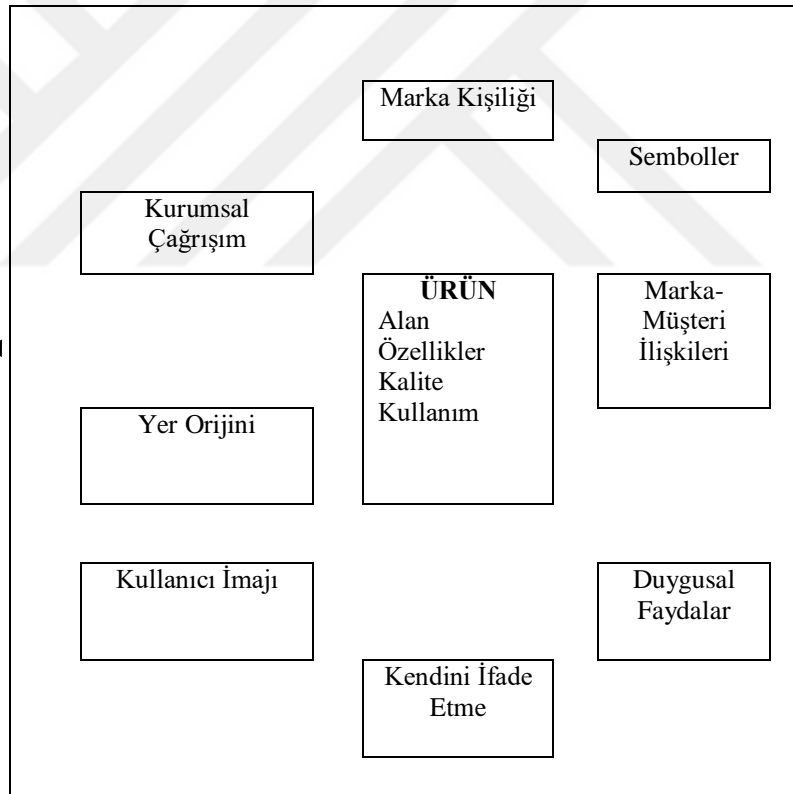 Marka Kişiliği
Semboller
Kurumsal
Çağrışım
ÜRÜN
Alan
Özellikler
Kalite
Kullanım
Marka-
Müşteri
İlişkileri
Yer Orijini
Kullanıcı İmajı
Duygusal
Faydalar
Kendini İfade
Etme